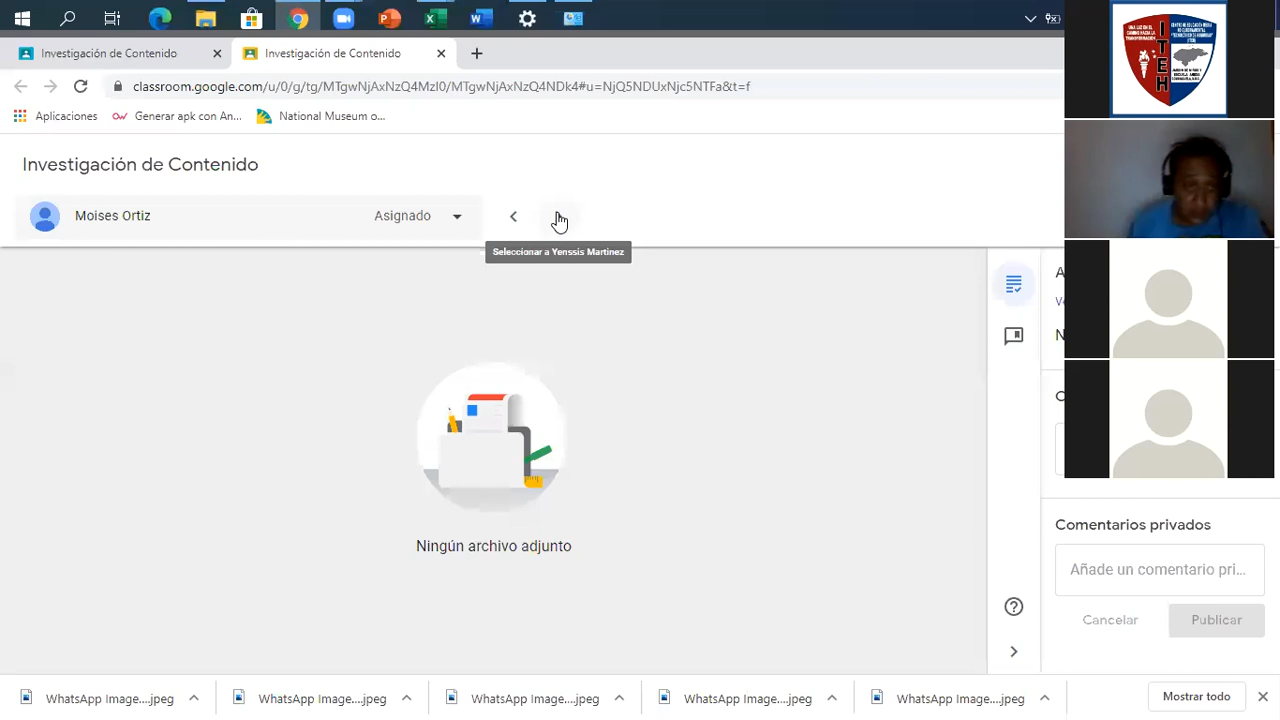 Investigación de Contenido
Investigación de Contenido
classroom.google.com/u/0/g/tg/MTgwNjAxNzQ4MzI0/MTgwNjAxNzQ4NDk4#u=NjQ5NDUxNjc5NTFa&t=f
Aplicaciones
Generar apk con An...
National Museum o...
Investigación de Contenido
Moises Ortiz
Asignado
Seleccionar a Yenssis Martinez
Ningún archivo adjunto
Comentarios privados
Añade un comentario pri...
Cancelar
Publicar
WhatsApp Image....jpeg
WhatsApp Image....jpeg
WhatsApp Image....jpeg
WhatsApp Image....jpeg
WhatsApp Image....jpeg
Mostrar todo
ITEH